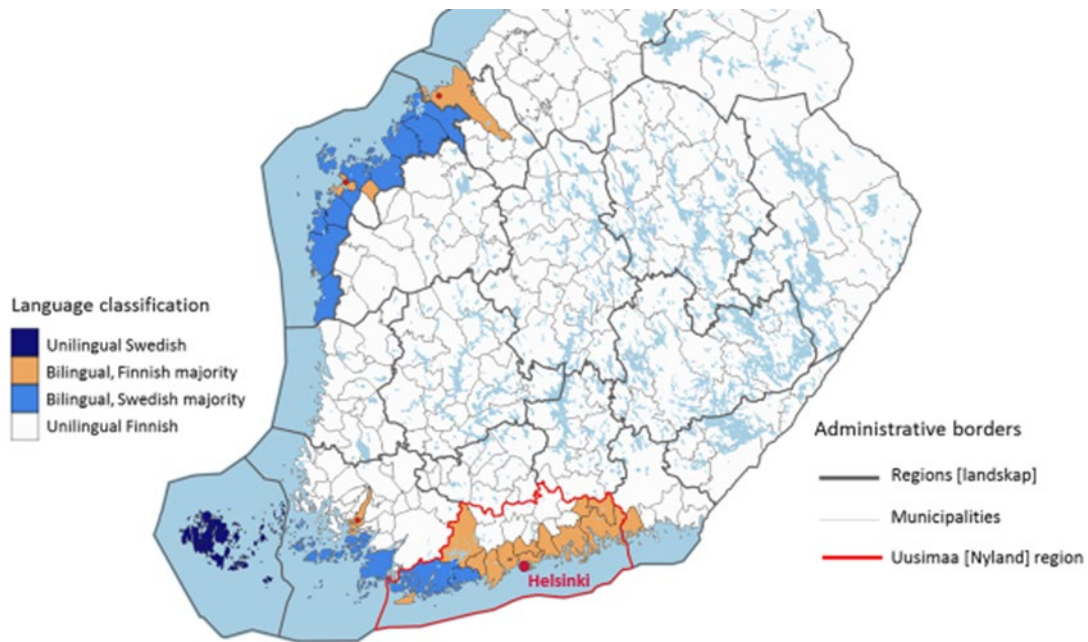 Language classification
Unilingual Swedish
Bilingual, Finnish majority
Bilingual, Swedish majority
Unilingual Finnish
Administrative borders
Regions [landskap]
Municipalities
Uusimaa [Nyland] region
Helsinki